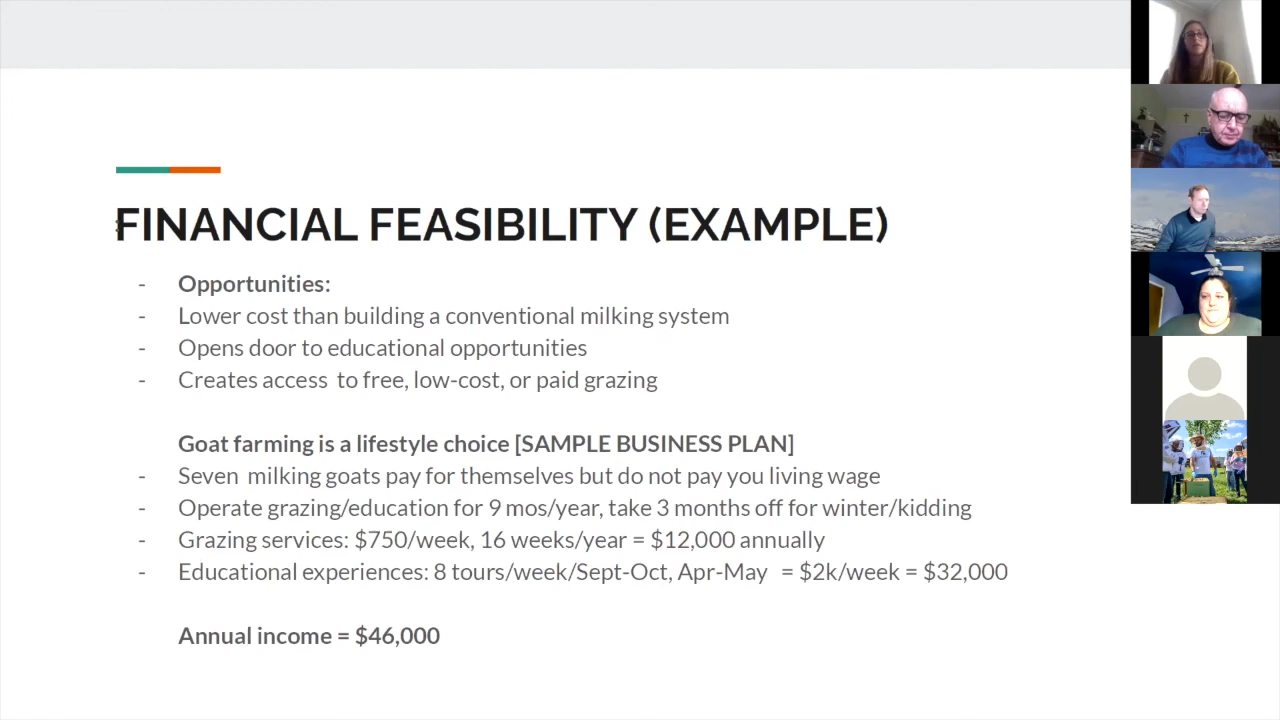 FINANCIAL FEASIBILITY (EXAMPLE)
- Opportunities:
- Lower cost than building a conventional milking system
- Opens door to educational opportunities
- Creates access to free, low-cost, or paid grazing
Goat farming is a lifestyle choice [SAMPLE BUSINESS PLAN]
- Seven milking goats pay for themselves but do not pay you living wage
- Operate grazing/education for 9 mos/year, take 3 months off for winter/kidding
- Grazing services: $750/week, 16 weeks/year = $12,000 annually
- Educational experiences: 8 tours/week/Sept-Oct, Apr-May = $2k/week = $32,000
Annual income = $46,000